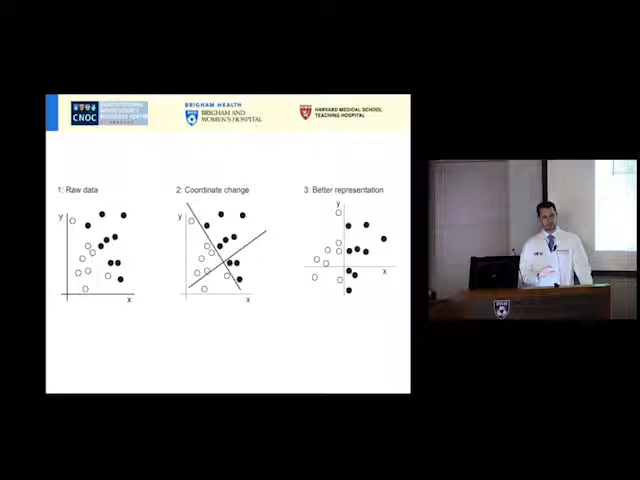 CNOC
BRIGHAM HEALTH
BRIGHAM AND
WOMEN'S HOSPITAL
HARVARD MEDICAL SCHOOL
TEACHING HOSPITAL
1: Raw data
2: Coordinate change
3: Better representation
y
x
y
x
y
x